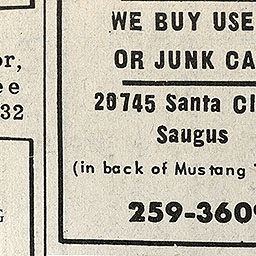 or,
ee
32
G
WE BUY USE
OR JUNK CA
20745 Santa Cl
Saugus
(in back of Mustang
259-360